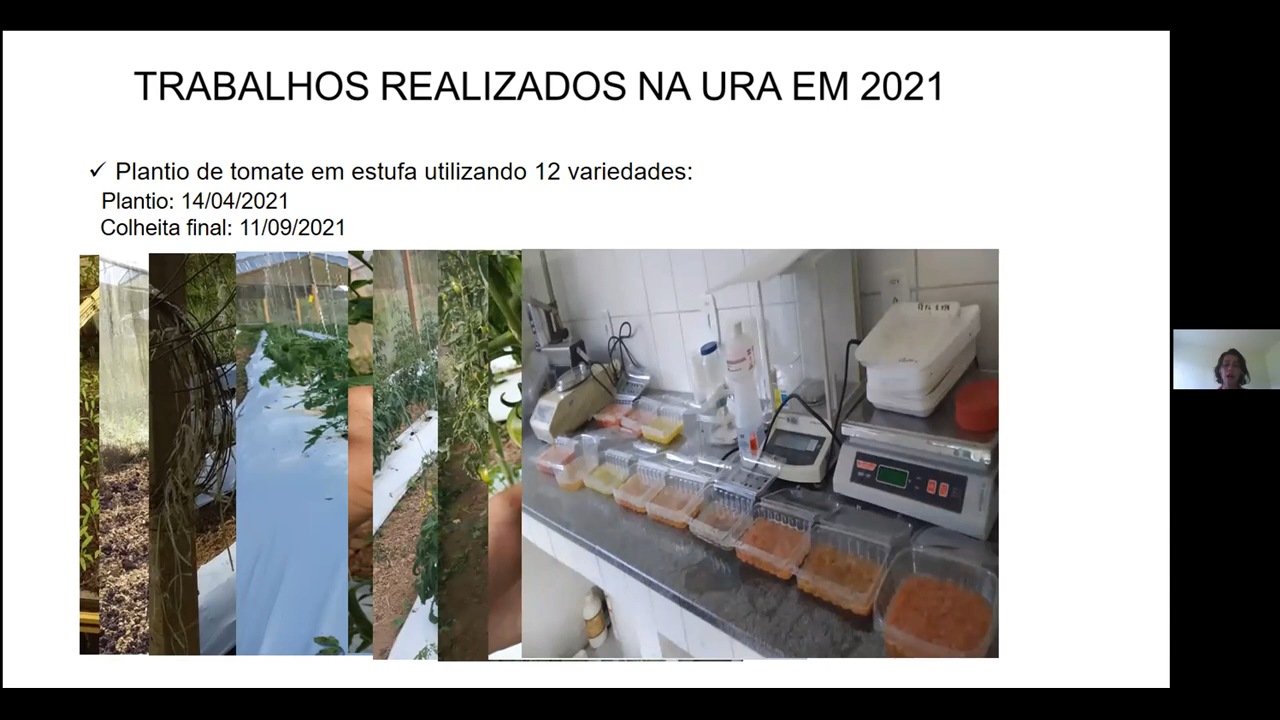 TRABALHOS REALIZADOS NA URA EM 2021
✓ Plantio de tomate em estufa utilizando 12 variedades:
Plantio: 14/04/2021
Colheita final: 11/09/2021